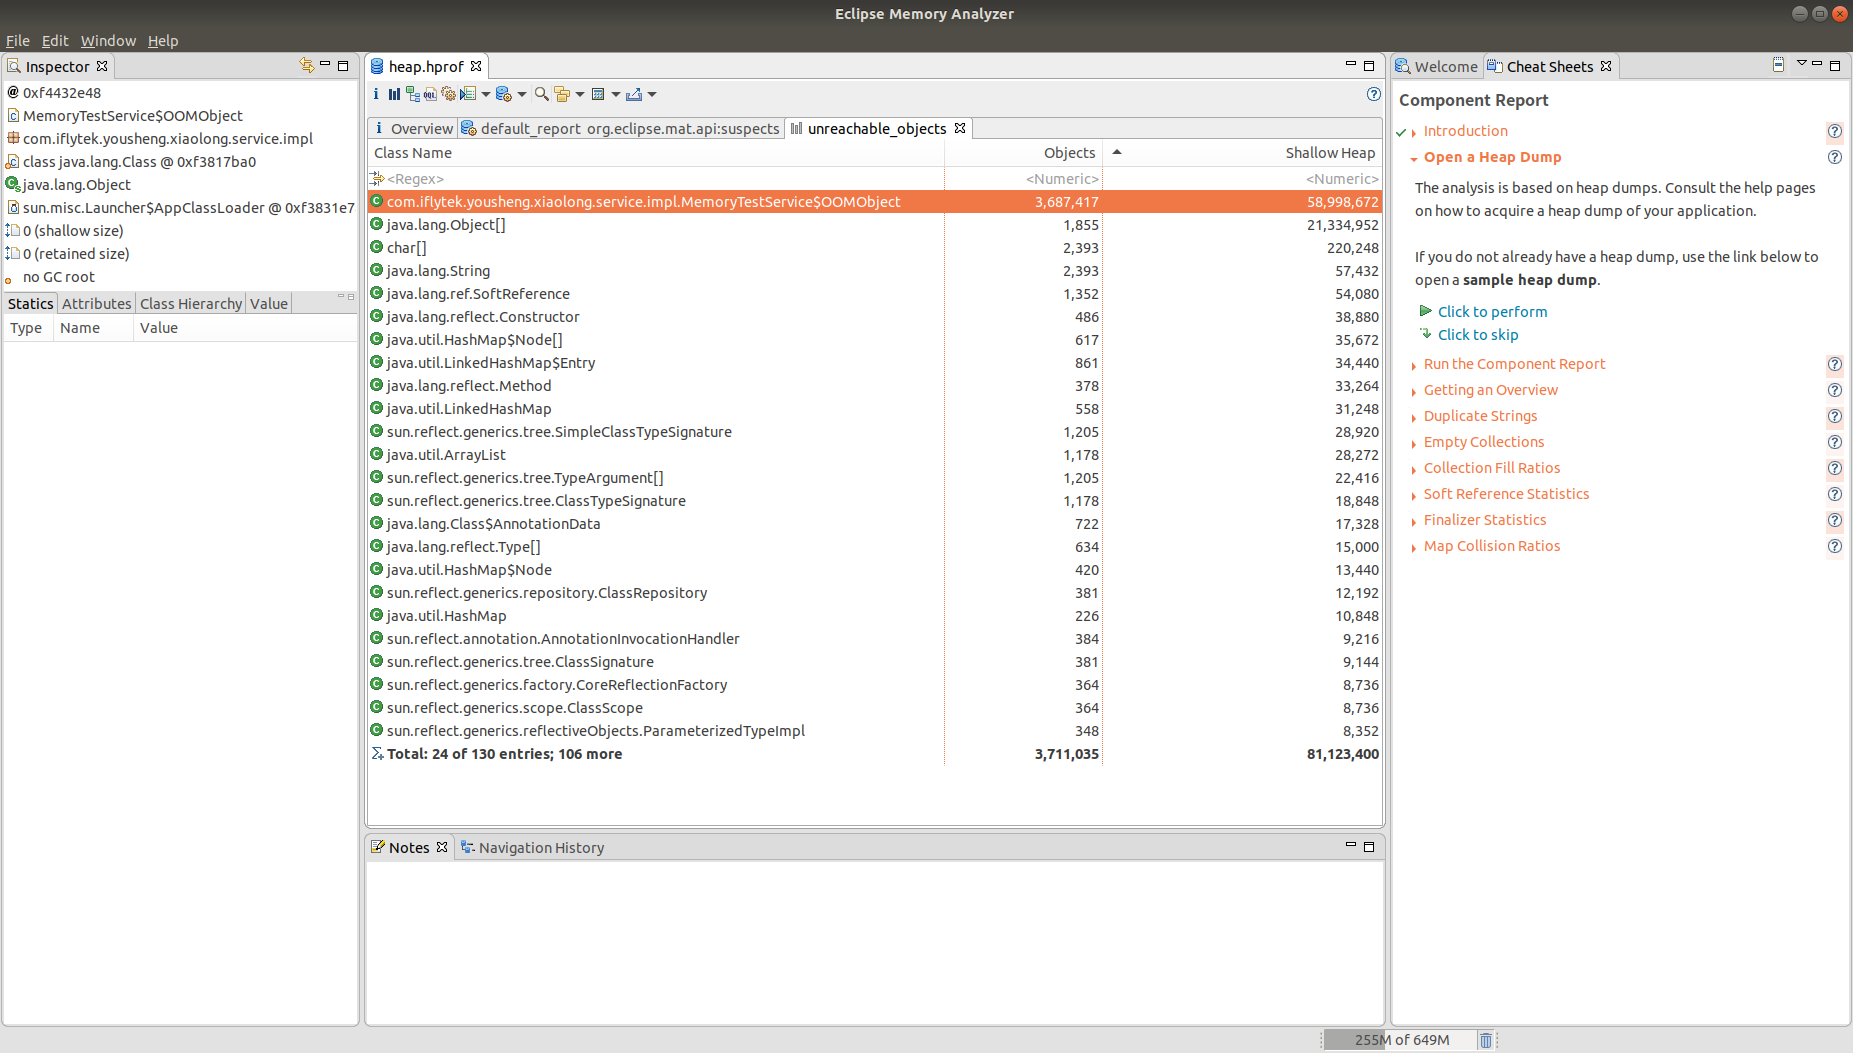 Eclipse Memory Analyzer
File Edit Window Help
Inspector
@ 0xf4432e48
MemoryTestService$OOMObject
com.iflytek.yousheng.xiaolong.service.impl
class java.lang.Class @ 0xf3817ba0
java.lang.Object
sun.misc.Launcher$AppClassLoader @ 0xf3831e7
0 (shallow size)
0 (retained size)
no GC root
Statics Attributes Class Hierarchy Value
Type Name Value
heap.hprof
Overview default_report org.eclipse.mat.api:suspects unreachable_objects
Class Name Objects Shallow Heap
<Regex> <Numeric> <Numeric>
com.iflytek.yousheng.xiaolong.service.impl.MemoryTestService$OOMObject 3,687,417 58,998,672
java.lang.Object[] 1,855 21,334,952
char[] 2,393 220,248
java.lang.String 2,393 57,432
java.lang.ref.SoftReference 1,352 54,080
java.lang.reflect.Constructor 486 38,880
java.util.HashMap$Node[] 617 35,672
java.util.LinkedHashMap$Entry 861 34,440
java.lang.reflect.Method 378 33,264
java.util.LinkedHashMap 558 31,248
sun.reflect.generics.tree.SimpleClassTypeSignature 1,205 28,920
java.util.ArrayList 1,178 28,272
sun.reflect.generics.tree.TypeArgument[] 1,205 22,416
sun.reflect.generics.tree.ClassTypeSignature 1,178 18,848
java.lang.Class$AnnotationData 722 17,328
java.lang.reflect.Type[] 634 15,000
java.util.HashMap$Node 420 13,440
sun.reflect.generics.repository.ClassRepository 381 12,192
java.util.HashMap 226 10,848
sun.reflect.annotation.AnnotationInvocationHandler 384 9,216
sun.reflect.generics.tree.ClassSignature 381 9,144
sun.reflect.generics.factory.CoreReflectionFactory 364 8,736
sun.reflect.generics.scope.ClassScope 364 8,736
sun.reflect.generics.reflectiveObjects.ParameterizedTypeImpl 348 8,352
Total: 24 of 130 entries; 106 more 3,711,035 81,123,400
Notes Navigation History
Welcome Cheat Sheets
Component Report
Introduction
Open a Heap Dump
The analysis is based on heap dumps. Consult the help pages
on how to acquire a heap dump of your application.
If you do not already have a heap dump, use the link below to
open a sample heap dump.
Click to perform
Click to skip
Run the Component Report
Getting an Overview
Duplicate Strings
Empty Collections
Collection Fill Ratios
Soft Reference Statistics
Finalizer Statistics
Map Collision Ratios
255M of 649M